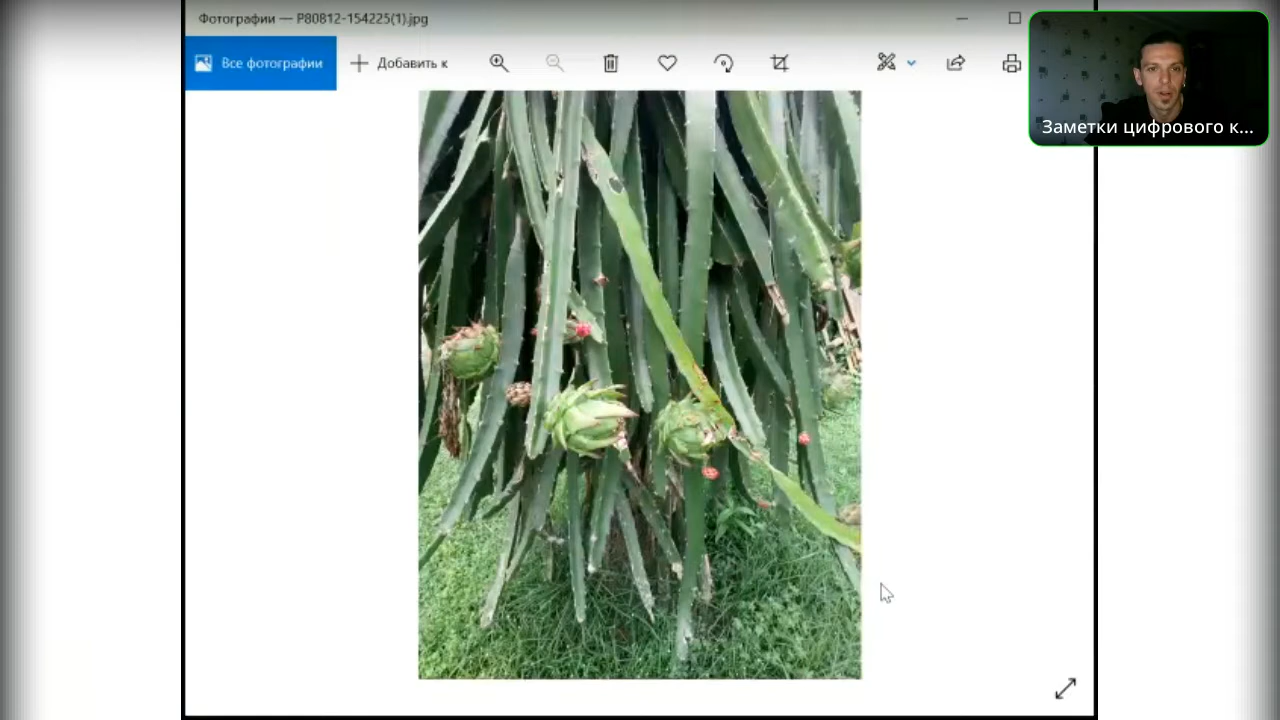 Фотографии — P80812-154225(1).jpg
Все фотографии
Добавить к
Заметки цифрового к...